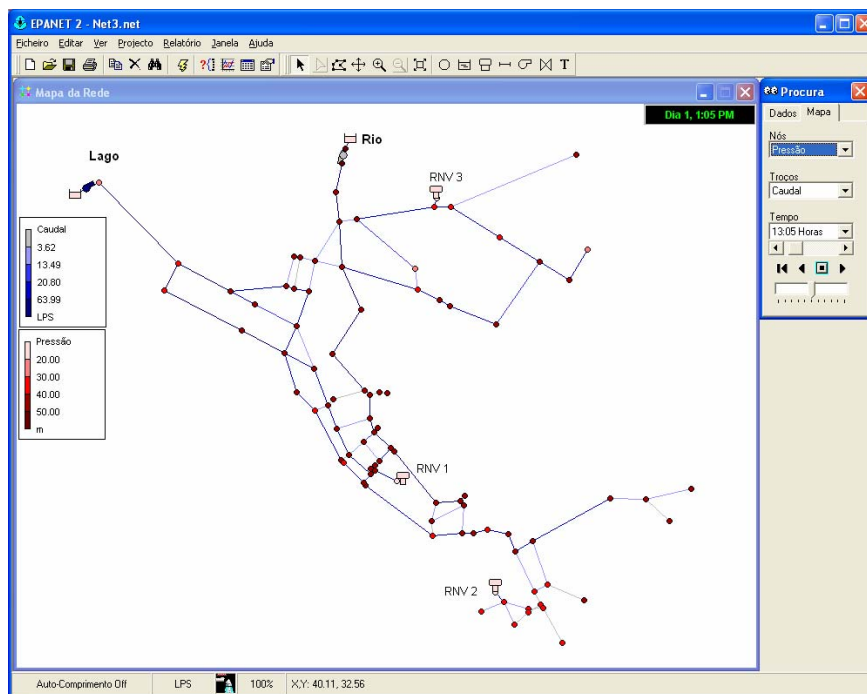 EPANET 2 - Net3.net
Ficheiro Editar Ver Projecto Relatório Janela Ajuda
Mapa da Rede
Dia 1, 1:05 PM
Procura
Dados Mapa
Nós
Pressão
Troços
Caudal
Tempo
13:05 Horas
Lago
Rio
RNV 3
Caudal
3.62
13.49
20.80
63.99
LPS
Pressão
20.00
30.00
40.00
50.00
m
RNV 1
RNV 2
Auto-Comprimento Off LPS 100% X,Y: 40.11, 32.56